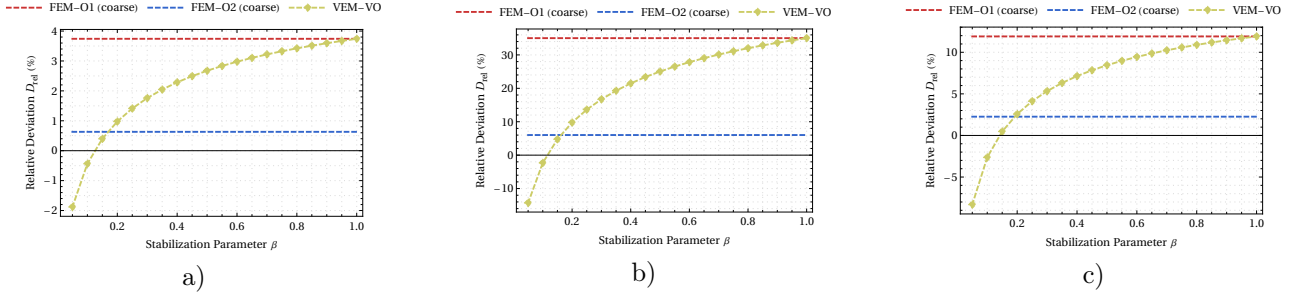 FEM−O1 (coarse) FEM−O2 (coarse) VEM−VO
Relative Deviation D_rel (%)
4
3
2
1
0
−1
−2
0.2 0.4 0.6 0.8 1.0
Stabilization Parameter β
a)
FEM−O1 (coarse) FEM−O2 (coarse) VEM−VO
Relative Deviation D_rel (%)
30
20
10
0
−10
0.2 0.4 0.6 0.8 1.0
Stabilization Parameter β
b)
FEM−O1 (coarse) FEM−O2 (coarse) VEM−VO
Relative Deviation D_rel (%)
10
5
0
−5
0.2 0.4 0.6 0.8 1.0
Stabilization Parameter β
c)